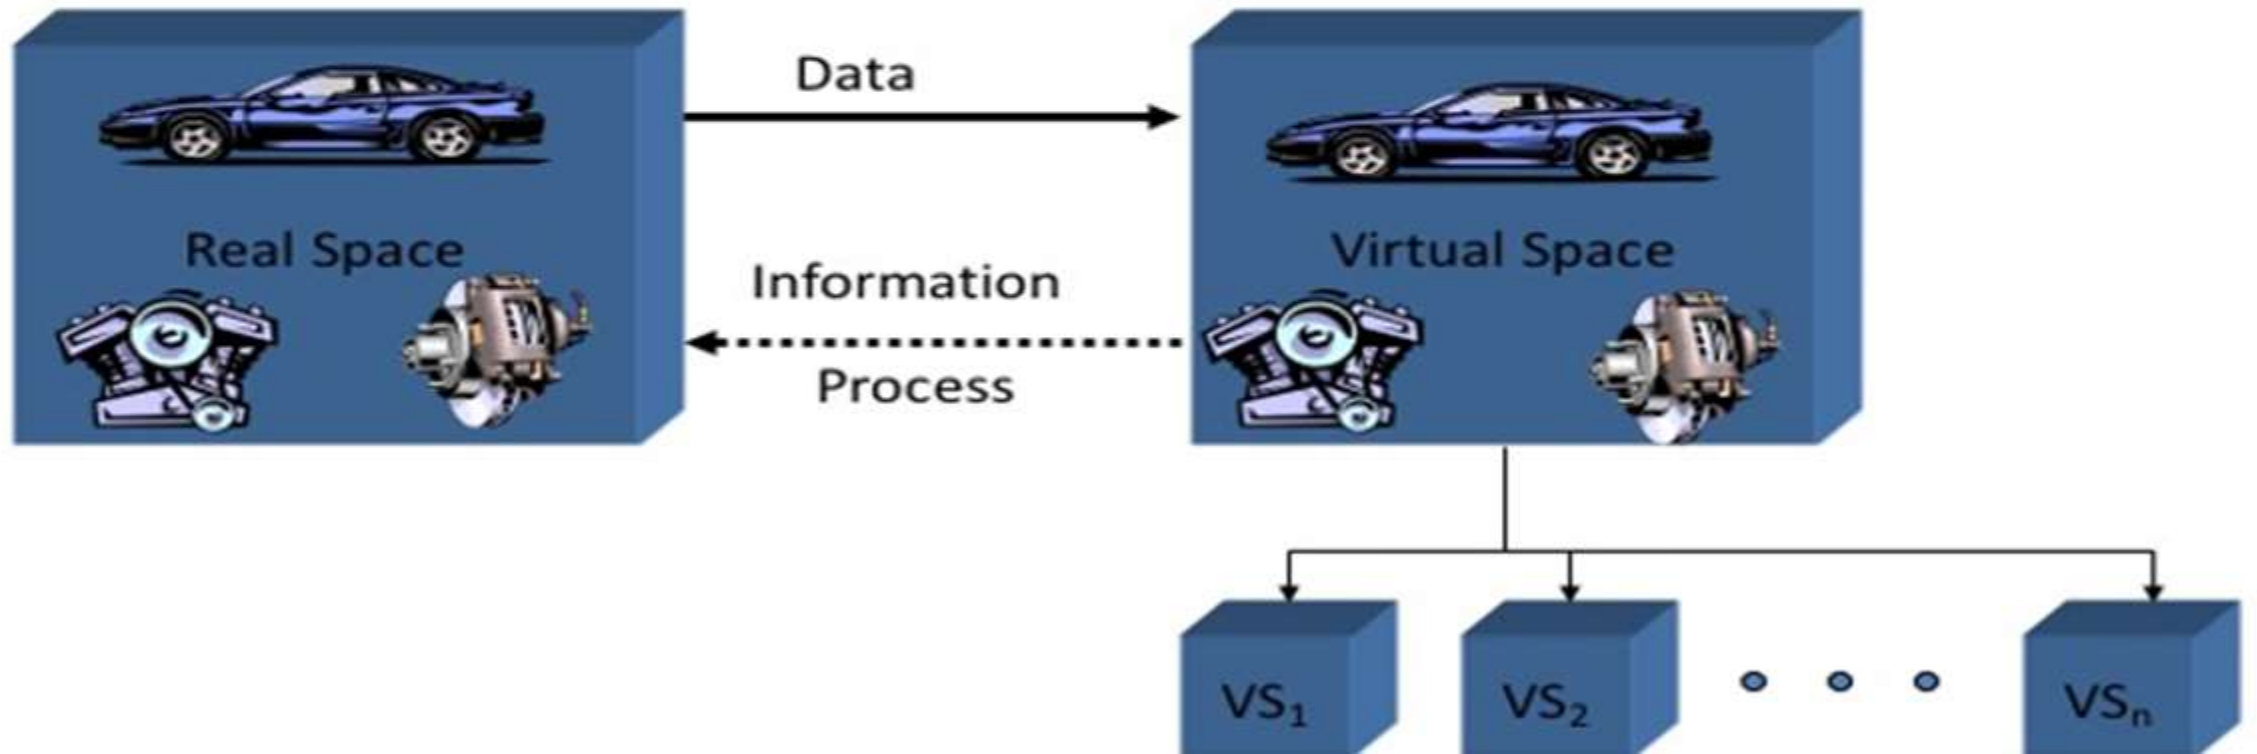 Data
Real Space
Virtual Space
Information
Process
VS₁
VS₂
VSₙ